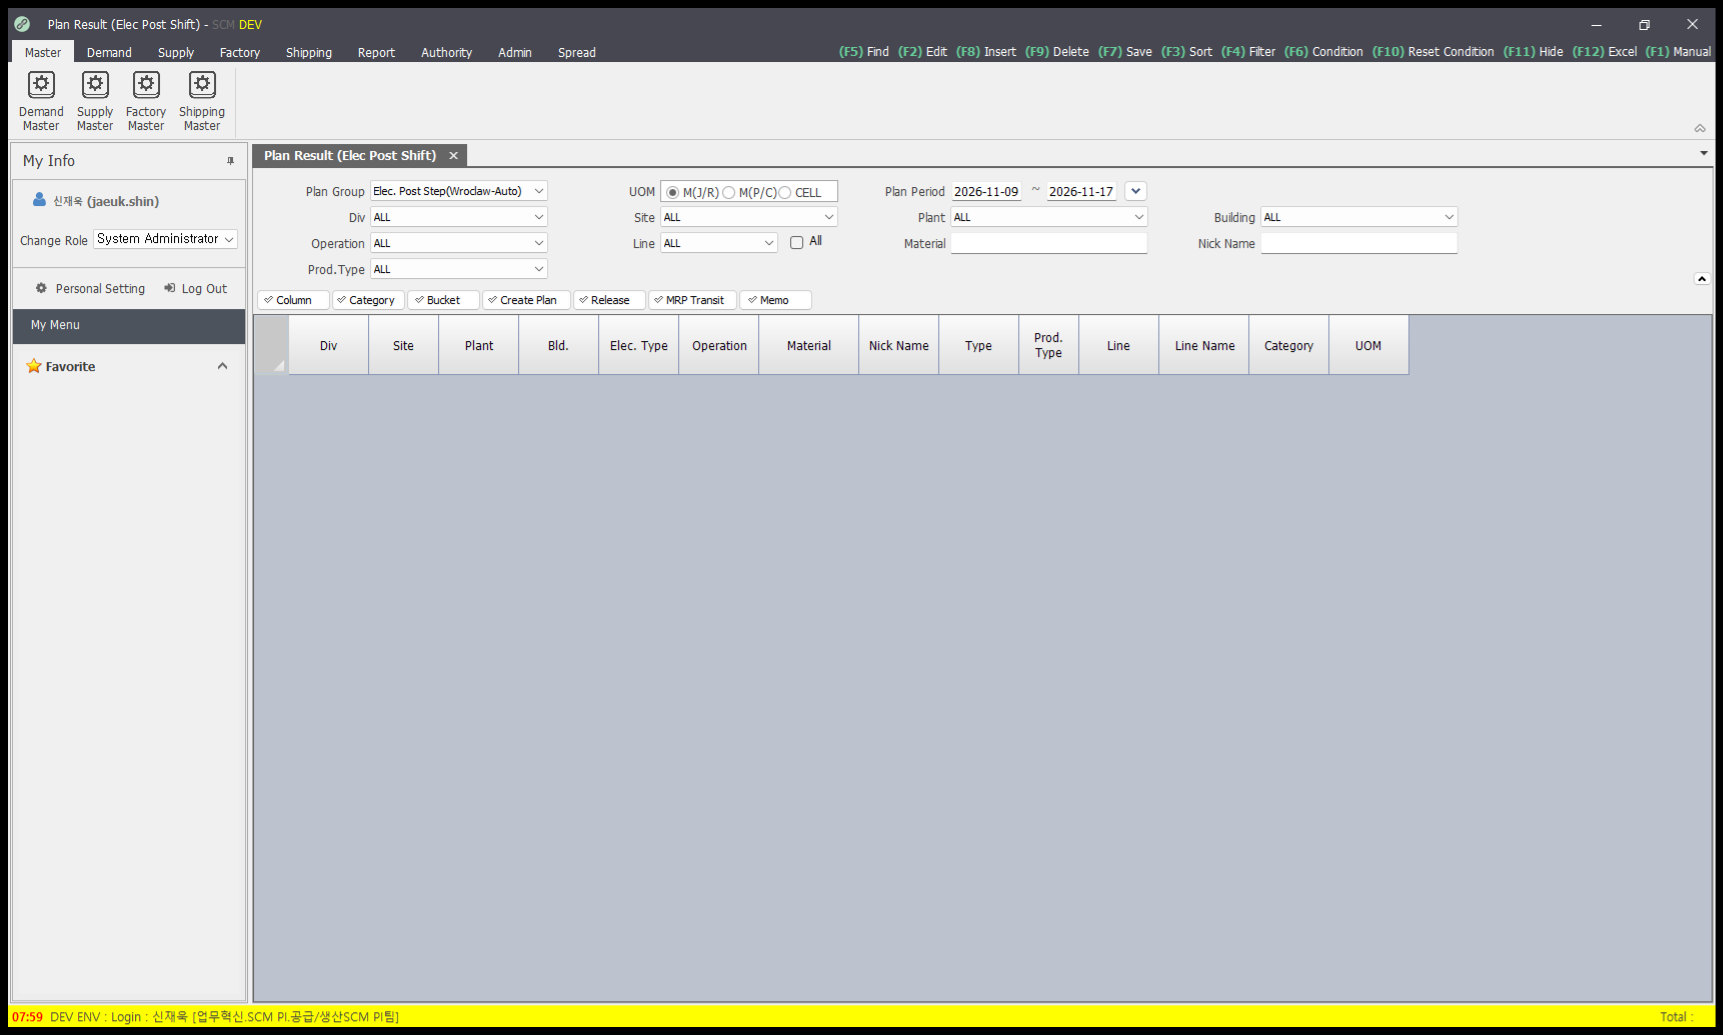 Plan Result (Elec Post Shift) - SCM DEV
Master Demand Supply Factory Shipping Report Authority Admin Spread (F5) Find (F2) Edit (F8) Insert (F9) Delete (F7) Save (F3) Sort (F4) Filter (F6) Condition (F10) Reset Condition (F11) Hide (F12) Excel (F1) Manual
Demand Master
Supply Master
Factory Master
Shipping Master
My Info
신재욱 (jaeuk.shin)
Change Role System Administrator
Personal Setting Log Out
My Menu
Favorite
Plan Result (Elec Post Shift)
Plan Group Elec. Post Step(Wroclaw-Auto) UOM M(J/R) M(P/C) CELL Plan Period 2026-11-09 ~ 2026-11-17
Div ALL Site ALL Plant ALL Building ALL
Operation ALL Line ALL All Material Nick Name
Prod.Type ALL
Column Category Bucket Create Plan Release MRP Transit Memo
Div Site Plant Bld. Elec. Type Operation Material Nick Name Type Prod. Type Line Line Name Category UOM
07:59 DEV ENV : Login : 신재욱 [업무혁신.SCM PI.공급/생산SCM PI팀] Total :